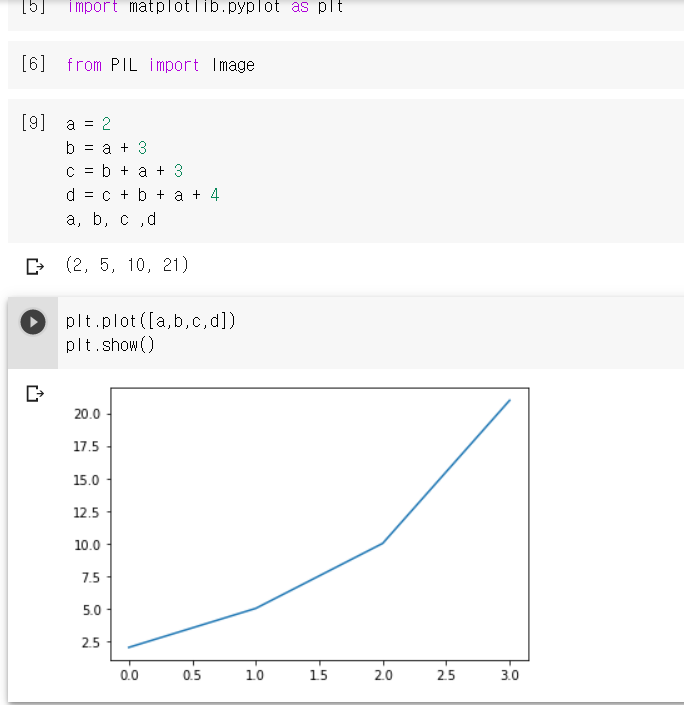 [5] import matplotlib.pyplot as plt
[6] from PIL import Image
[9] a = 2
b = a + 3
c = b + a + 3
d = c + b + a + 4
a, b, c ,d
(2, 5, 10, 21)
plt.plot([a,b,c,d])
plt.show()
20.0
17.5
15.0
12.5
10.0
7.5
5.0
2.5
0.0 0.5 1.0 1.5 2.0 2.5 3.0